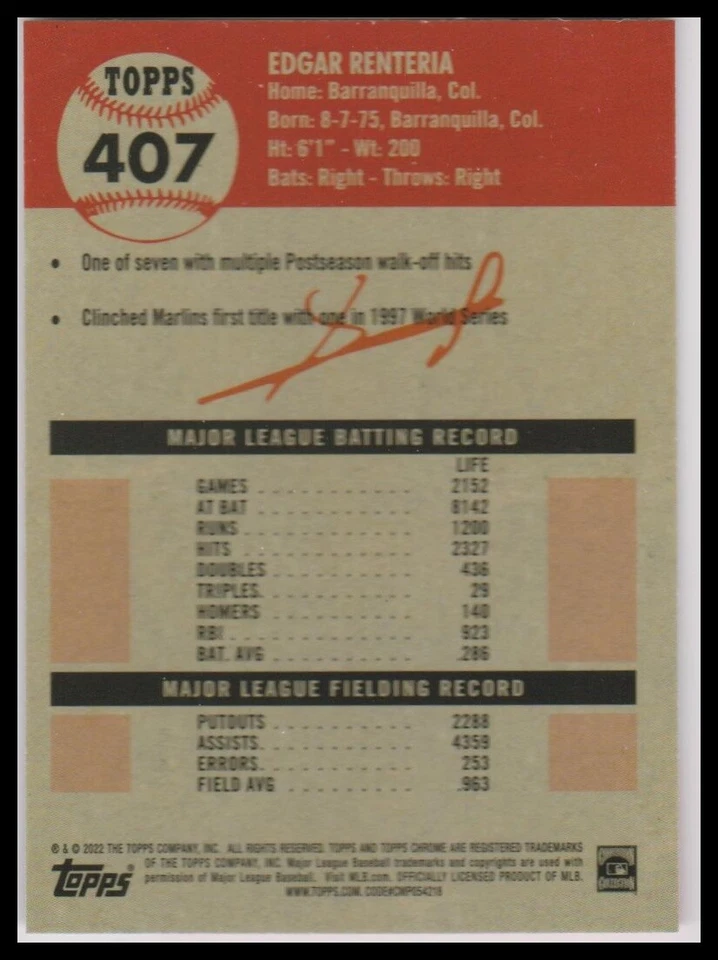 TOPPS
407
EDGAR RENTERIA
Home: Barranquilla, Col.
Born: 8-7-75, Barranquilla, Col.
Ht: 6'1" - Wt: 200
Bats: Right - Throws: Right
• One of seven with multiple Postseason walk-off hits
• Clinched Marlins first title with one in 1997 World Series
MAJOR LEAGUE BATTING RECORD
LIFE
GAMES . . . . . . . . . . . 2152
AT BAT . . . . . . . . . . . 8142
RUNS . . . . . . . . . . . . 1200
HITS . . . . . . . . . . . 2327
DOUBLES . . . . . . . . . . 436
TRIPLES. . . . . . . . . . . 29
HOMERS . . . . . . . . . . 140
RBI . . . . . . . . . . . . 923
BAT. AVG . . . . . . . . . . .286
MAJOR LEAGUE FIELDING RECORD
PUTOUTS . . . . . . . . . . 2288
ASSISTS. . . . . . . . . . . 4359
ERRORS. . . . . . . . . . . 253
FIELD AVG . . . . . . . . . .963
® & © 2022 THE TOPPS COMPANY, INC. ALL RIGHTS RESERVED. TOPPS AND TOPPS CHROME ARE REGISTERED TRADEMARKS
OF THE TOPPS COMPANY, INC. Major League Baseball trademarks and copyrights are used with
permission of Major League Baseball. Visit MLB.com. OFFICIALLY LICENSED PRODUCT OF MLB.
WWW.TOPPS.COM. CODE#CMP054216
TOPPS®